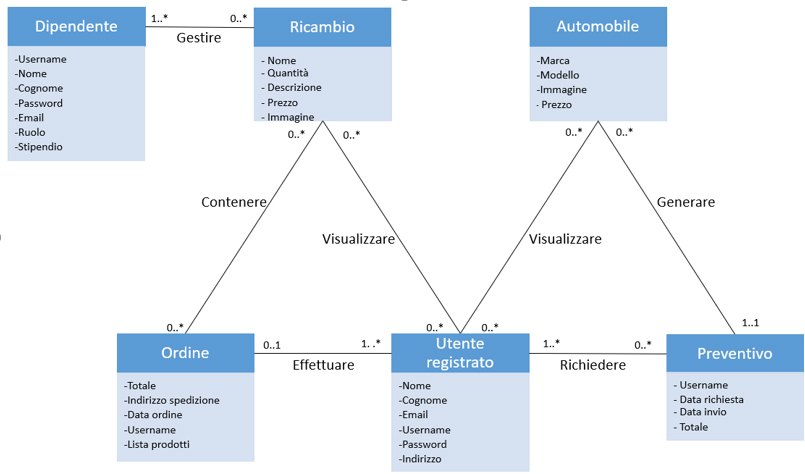 Dipendente
-Username
-Nome
-Cognome
-Password
-Email
-Ruolo
-Stipendio
1..*
0..*
Gestire
Ricambio
- Nome
- Quantità
- Descrizione
- Prezzo
- Immagine
Automobile
-Marca
-Modello
-Immagine
- Prezzo
0..*
0..*
0..*
0..*
Contenere
Visualizzare
Visualizzare
Generare
0..*
0..*
0..*
1..1
Ordine
-Totale
-Indirizzo spedizione
-Data ordine
-Username
-Lista prodotti
0..1
1. .*
Effettuare
Utente
registrato
-Nome
-Cognome
-Email
-Username
-Password
-Indirizzo
1..*
0..*
Richiedere
Preventivo
- Username
- Data richiesta
- Data invio
- Totale